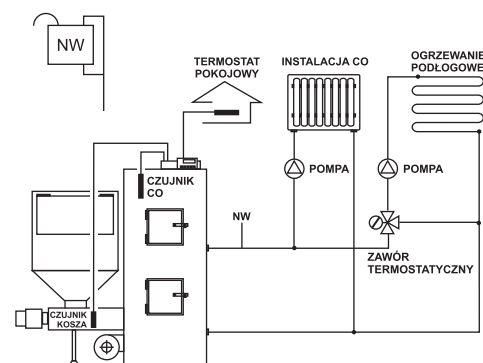 NW
TERMOSTAT
POKOJOWY
INSTALACJA CO
OGRZEWANIE
PODŁOGOWE
POMPA
POMPA
CZUJNIK
CO
NW
ZAWÓR
TERMOSTATYCZNY
CZUJNIK
KOSZA